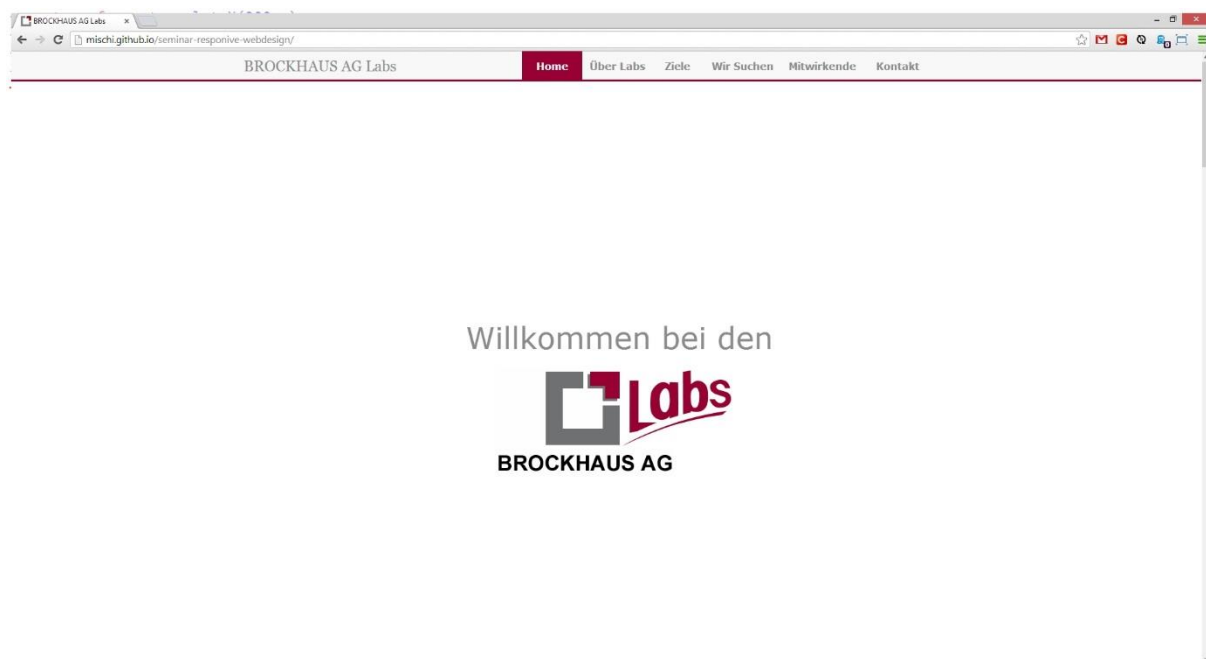 BROCKHAUS AG Labs
mischi.github.io/seminar-responive-webdesign/
BROCKHAUS AG Labs
Home Über Labs Ziele Wir Suchen Mitwirkende Kontakt
Willkommen bei den
Labs
BROCKHAUS AG